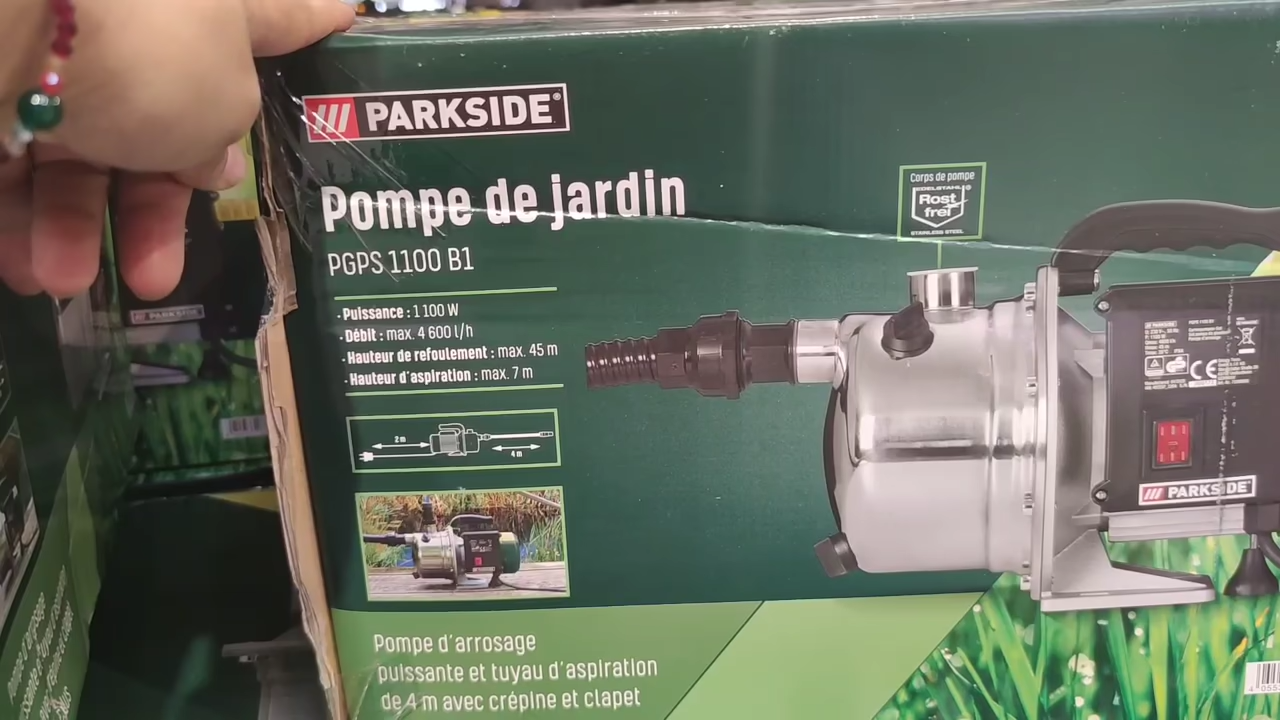 PARKSIDE®
Pompe de jardin
PGPS 1100 B1
· Puissance : 1 100 W
· Débit : max. 4 600 l/h
· Hauteur de refoulement : max. 45 m
· Hauteur d'aspiration : max. 7 m
2 m
4 m
Corps de pompe
EDELSTAHL®
Rost
frei
STAINLESS STEEL
PARKSIDE
PARKSIDE
PARKSIDE
Pompe d'arrosage
puissante et tuyau d'aspiration
de 4 m avec crépine et clapet